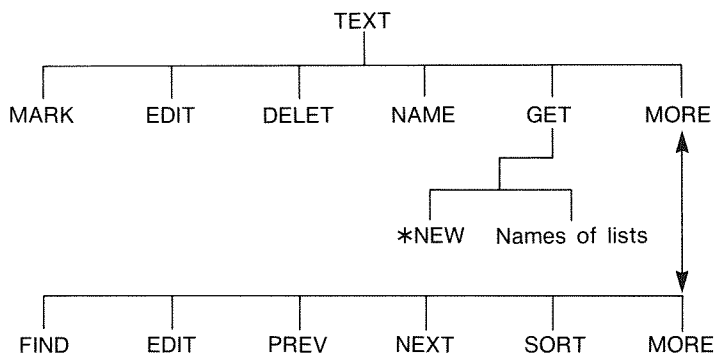 TEXT
MARK EDIT DELET NAME GET MORE
*NEW Names of lists
FIND EDIT PREV NEXT SORT MORE